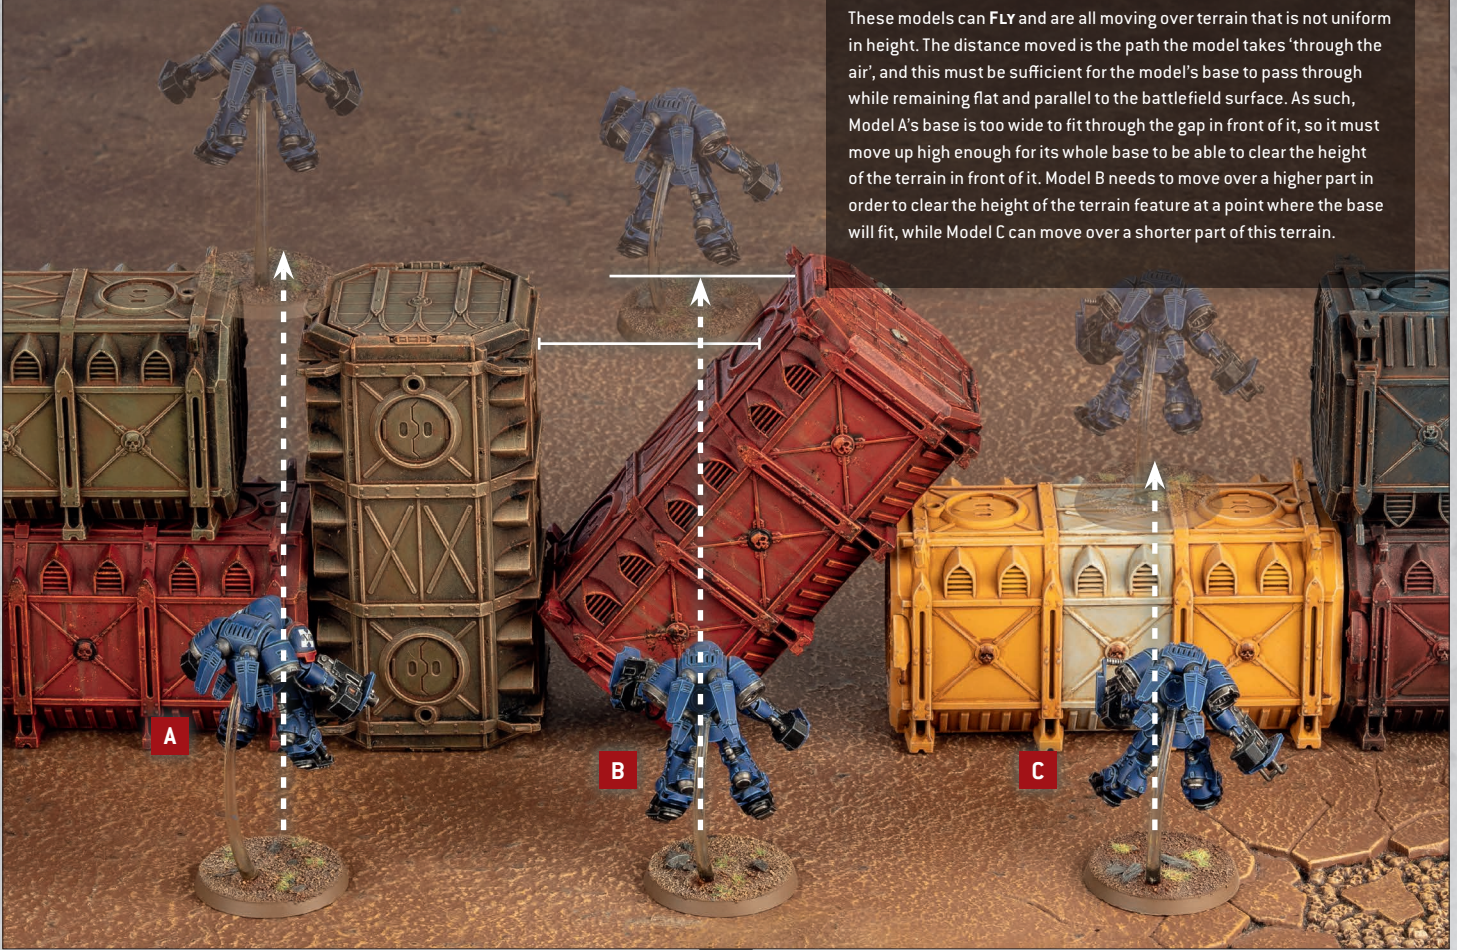 These models can FLY and are all moving over terrain that is not uniform
in height. The distance moved is the path the model takes ‘through the
air’, and this must be sufficient for the model’s base to pass through
while remaining flat and parallel to the battlefield surface. As such,
Model A’s base is too wide to fit through the gap in front of it, so it must
move up high enough for its whole base to be able to clear the height
of the terrain in front of it. Model B needs to move over a higher part in
order to clear the height of the terrain feature at a point where the base
will fit, while Model C can move over a shorter part of this terrain.
A
B
C